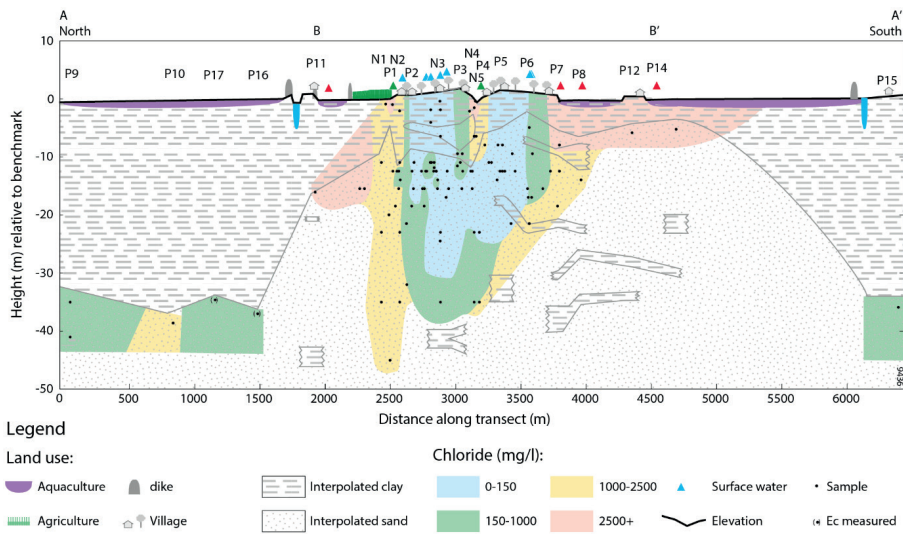 A
North
B
B’
A’
South
N1 N2
N4
P11
P1
P2
N3
P3
P4 P5
P6
P9
P10
P17
P16
N5
P7
P8
P12
P14
P15
10
0
-10
-20
-30
-40
-50
Height (m) relative to benchmark
0
500
1000
1500
2000
2500
3000
3500
4000
4500
5000
6000
Distance along transect (m)
9436
Legend
Land use:
Chloride (mg/l):
Aquaculture
dike
Interpolated clay
0-150
1000-2500
Surface water
Sample
Agriculture
Village
Interpolated sand
150-1000
2500+
Elevation
Ec measured